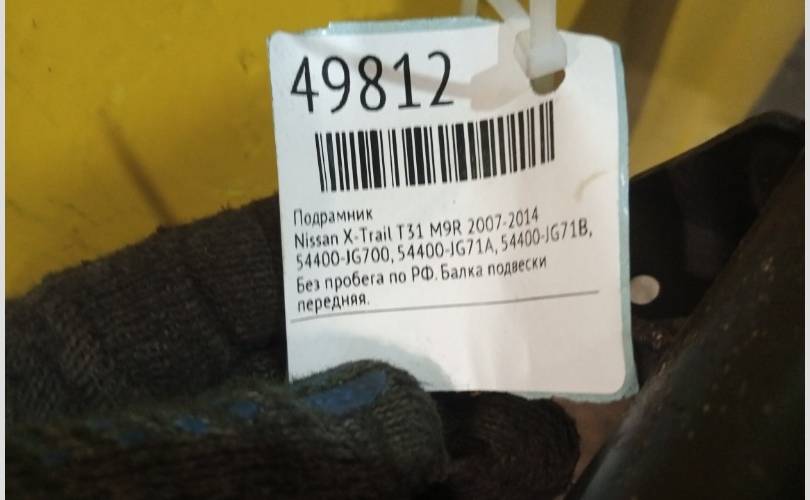 49812
Подрамник
Nissan X-Trail T31 M9R 2007-2014
54400-JG700, 54400-JG71A, 54400-JG71B,
Без пробега по РФ. Балка подвески
передняя.